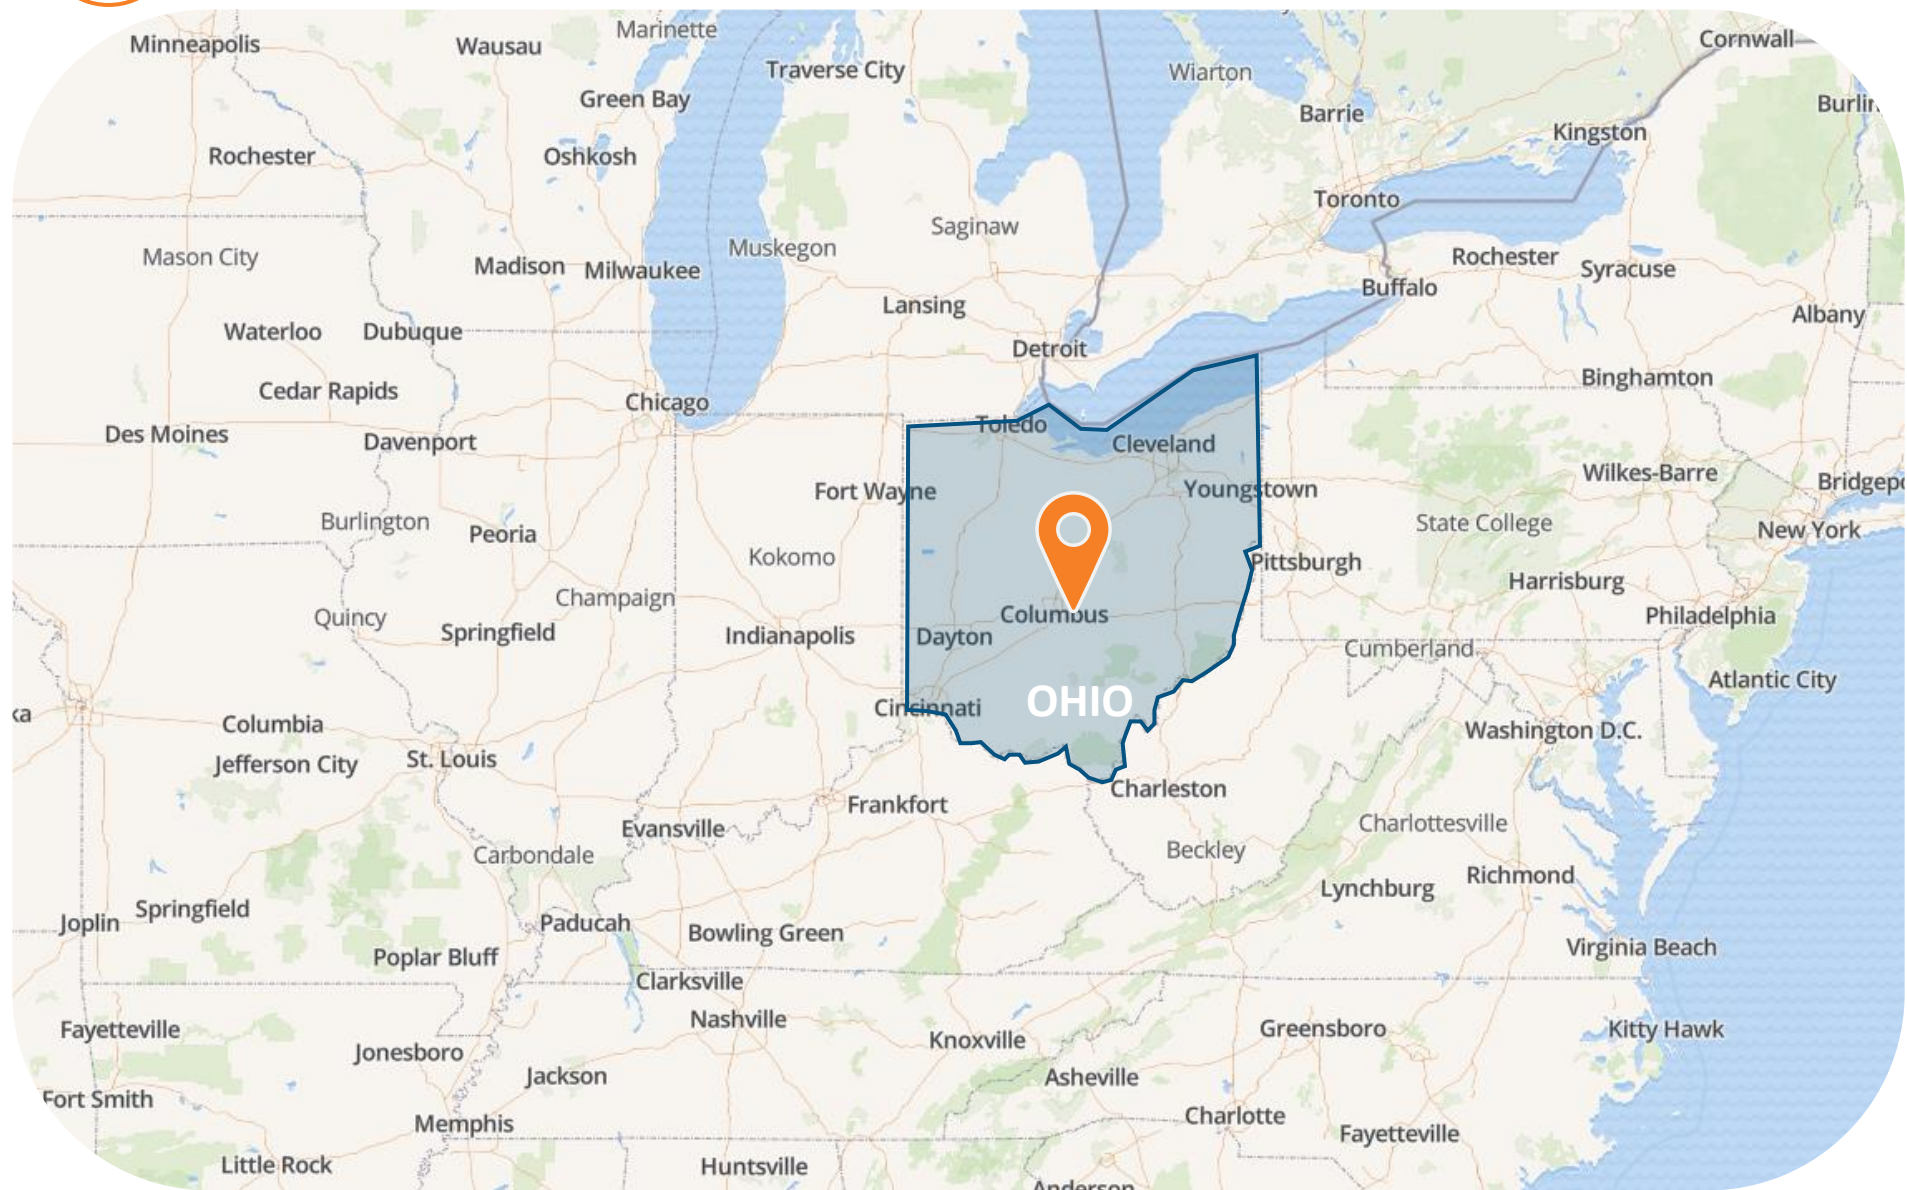 Marinette
Cornwall
Minneapolis
Wausau
Traverse City
Wiarton
Green Bay
Burlin
Barrie
Kingston
Rochester
Oshkosh
Toronto
Saginaw
Muskegon
Mason City
Rochester
Madison
Milwaukee
Syracuse
Buffalo
Lansing
Albany
Waterloo
Dubuque
Detroit
Binghamton
Cedar Rapids
Chicago
Toledo
Des Moines
Davenport
Cleveland
Wilkes-Barre
Bridgep
Fort Wayne
Youngstown
Burlington
State College
New York
Peoria
Kokomo
Pittsburgh
Harrisburg
Champaign
Columbus
Philadelphia
Quincy
Springfield
Indianapolis
Dayton
Cumberland
Atlantic City
OHIO
Cincinnati
ka
Columbia
Washington D.C.
Jefferson City
St. Louis
Charleston
Frankfort
Evansville
Charlottesville
Carbondale
Beckley
Richmond
Lynchburg
Springfield
Joplin
Paducah
Bowling Green
Virginia Beach
Poplar Bluff
Clarksville
Nashville
Fayetteville
Greensboro
Kitty Hawk
Knoxville
Jonesboro
Jackson
Asheville
Fort Smith
Charlotte
Memphis
Fayetteville
Little Rock
Huntsville
Anderson